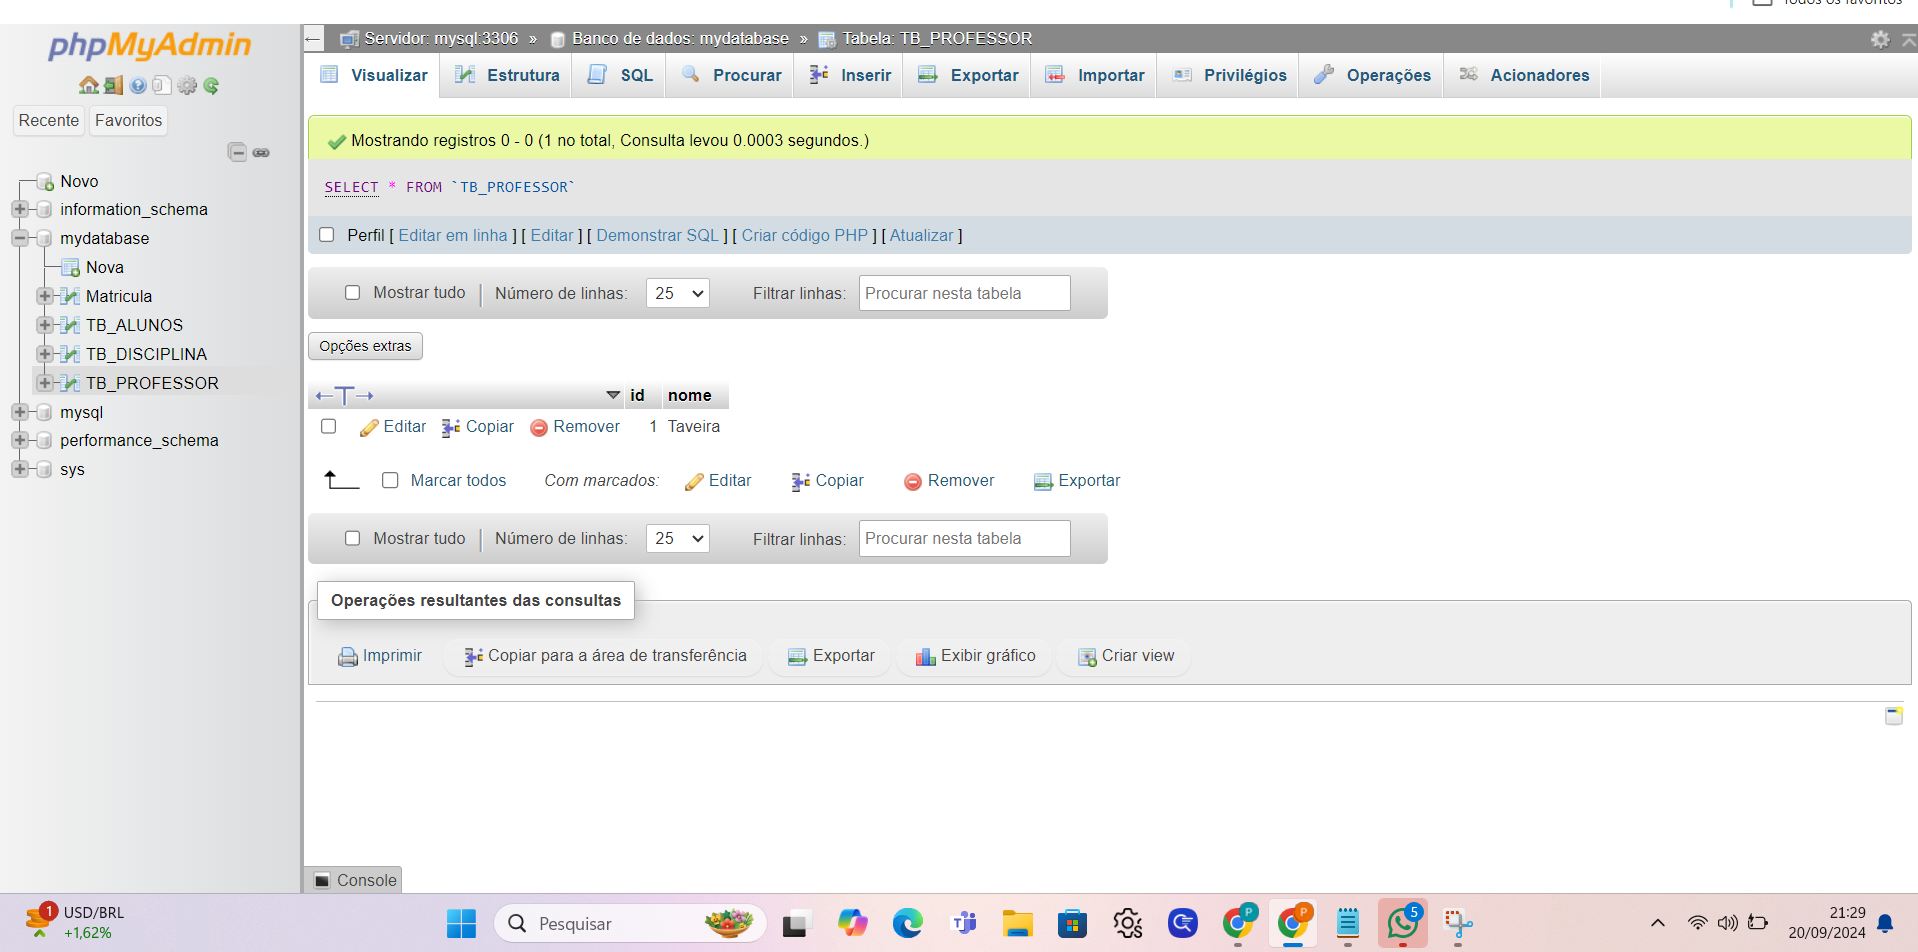 Todos os favoritos
phpMyAdmin
Recente
Favoritos
Novo
information_schema
mydatabase
Nova
Matricula
TB_ALUNOS
TB_DISCIPLINA
TB_PROFESSOR
mysql
performance_schema
sys
Servidor: mysql:3306 » Banco de dados: mydatabase » Tabela: TB_PROFESSOR
Visualizar Estrutura SQL Procurar Inserir Exportar Importar Privilégios Operações Acionadores
Mostrando registros 0 - 0 (1 no total, Consulta levou 0.0003 segundos.)
SELECT * FROM `TB_PROFESSOR`
Perfil [ Editar em linha ] [ Editar ] [ Demonstrar SQL ] [ Criar código PHP ] [ Atualizar ]
Mostrar tudo Número de linhas: 25 Filtrar linhas: Procurar nesta tabela
Opções extras
id nome
Editar Copiar Remover 1 Taveira
Marcar todos Com marcados: Editar Copiar Remover Exportar
Mostrar tudo Número de linhas: 25 Filtrar linhas: Procurar nesta tabela
Operações resultantes das consultas
Imprimir Copiar para a área de transferência Exportar Exibir gráfico Criar view
Console
1 USD/BRL
+1,62%
Pesquisar
P
P
5
21:29
20/09/2024